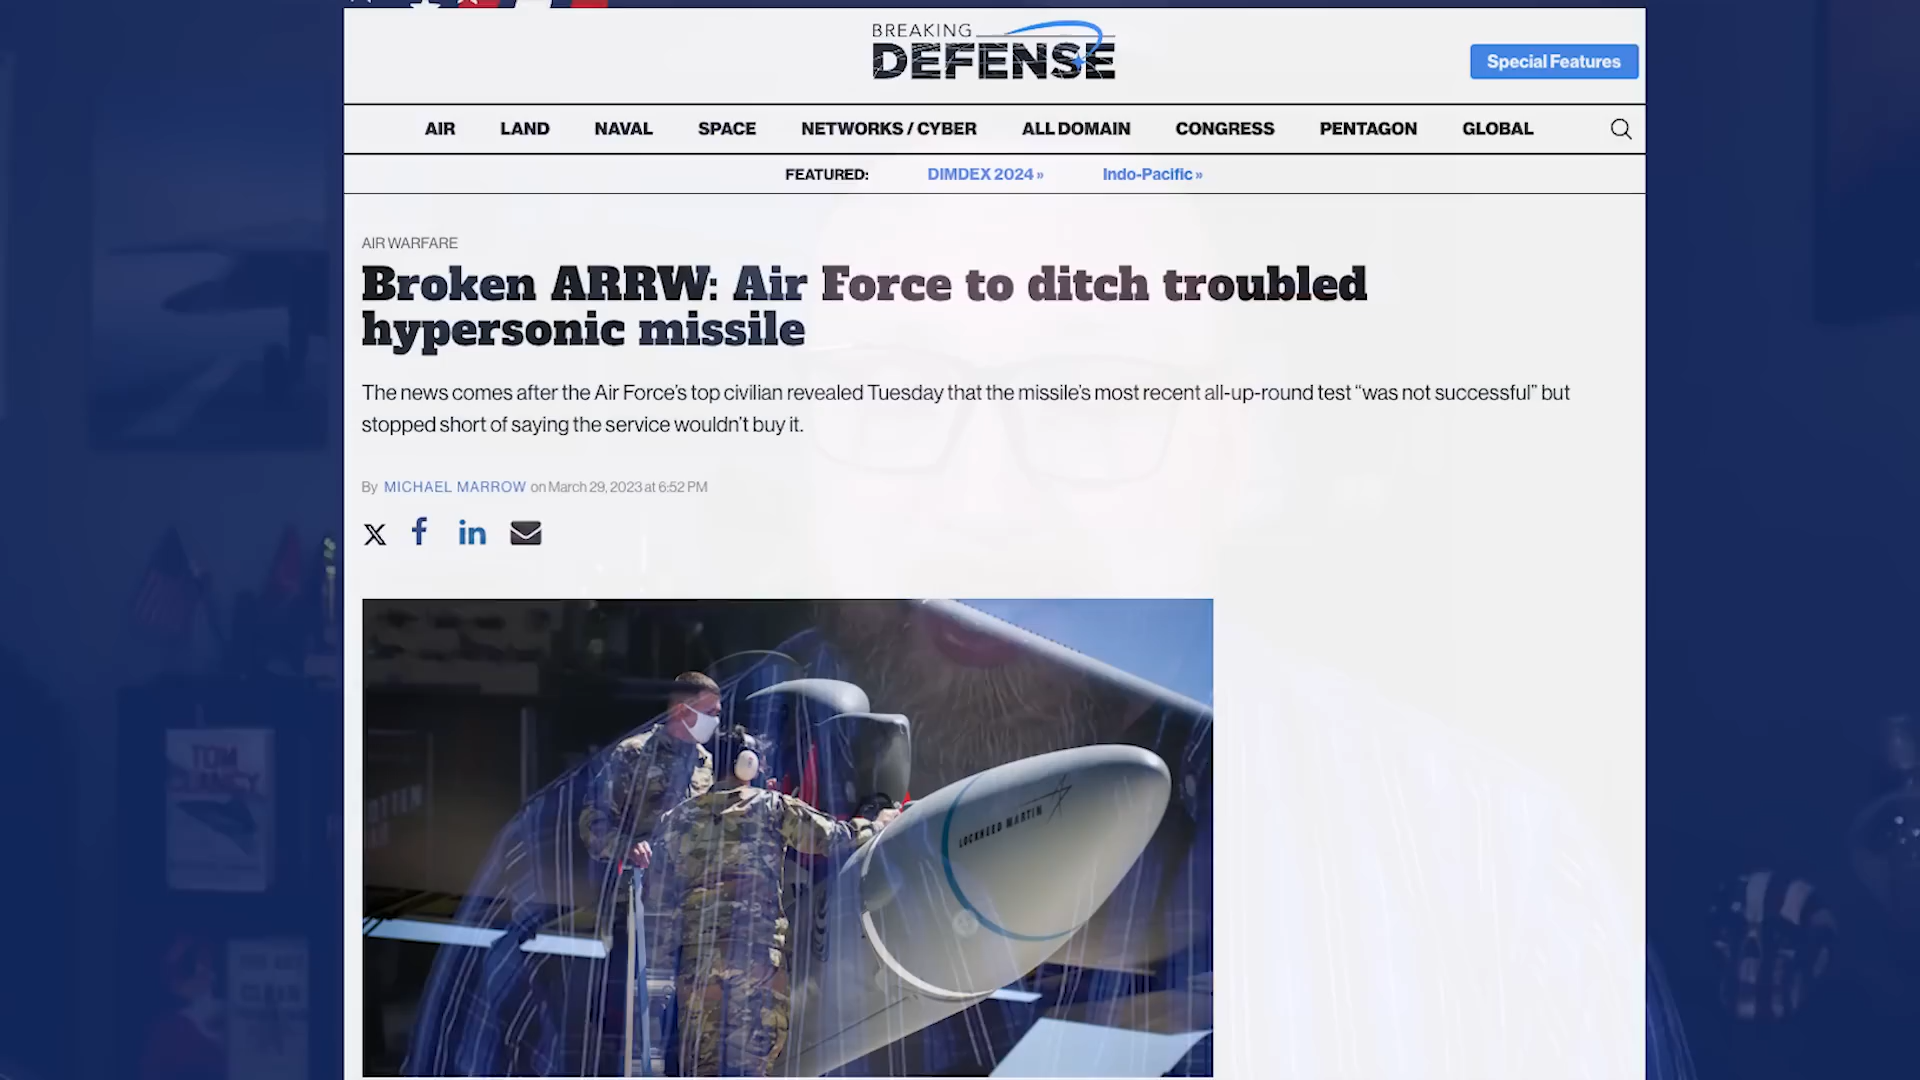 BREAKING
DEFENSE
Special Features
AIR LAND NAVAL SPACE NETWORKS / CYBER ALL DOMAIN CONGRESS PENTAGON GLOBAL
FEATURED: DIMDEX 2024 » Indo-Pacific »
AIR WARFARE
Broken ARRW: Air Force to ditch troubled
hypersonic missile
The news comes after the Air Force’s top civilian revealed Tuesday that the missile’s most recent all-up-round test “was not successful” but
stopped short of saying the service wouldn’t buy it.
By MICHAEL MARROW on March 29, 2023 at 6:52 PM
LOCKHEED MARTIN
TOM
CLANCY